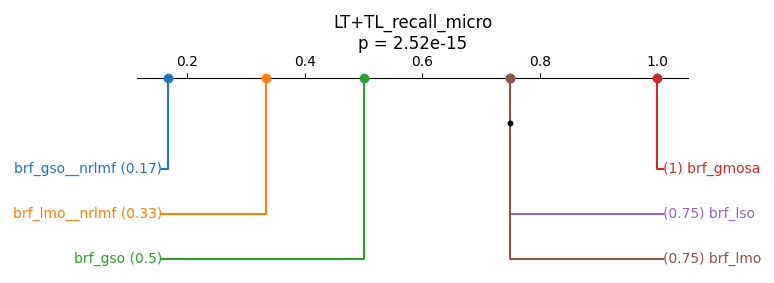 LT+TL_recall_micro
p = 2.52e-15
0.2 0.4 0.6 0.8 1.0
brf_gso__nrlmf (0.17) (1) brf_gmosa
brf_lmo__nrlmf (0.33) (0.75) brf_lso
brf_gso (0.5) (0.75) brf_lmo